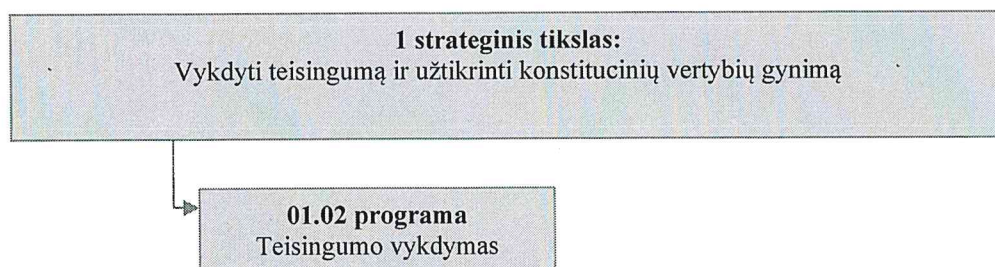 1 strateginis tikslas:
Vykdyti teisingumą ir užtikrinti konstitucinių vertybių gynimą
01.02 programa
Teisingumo vykdymas